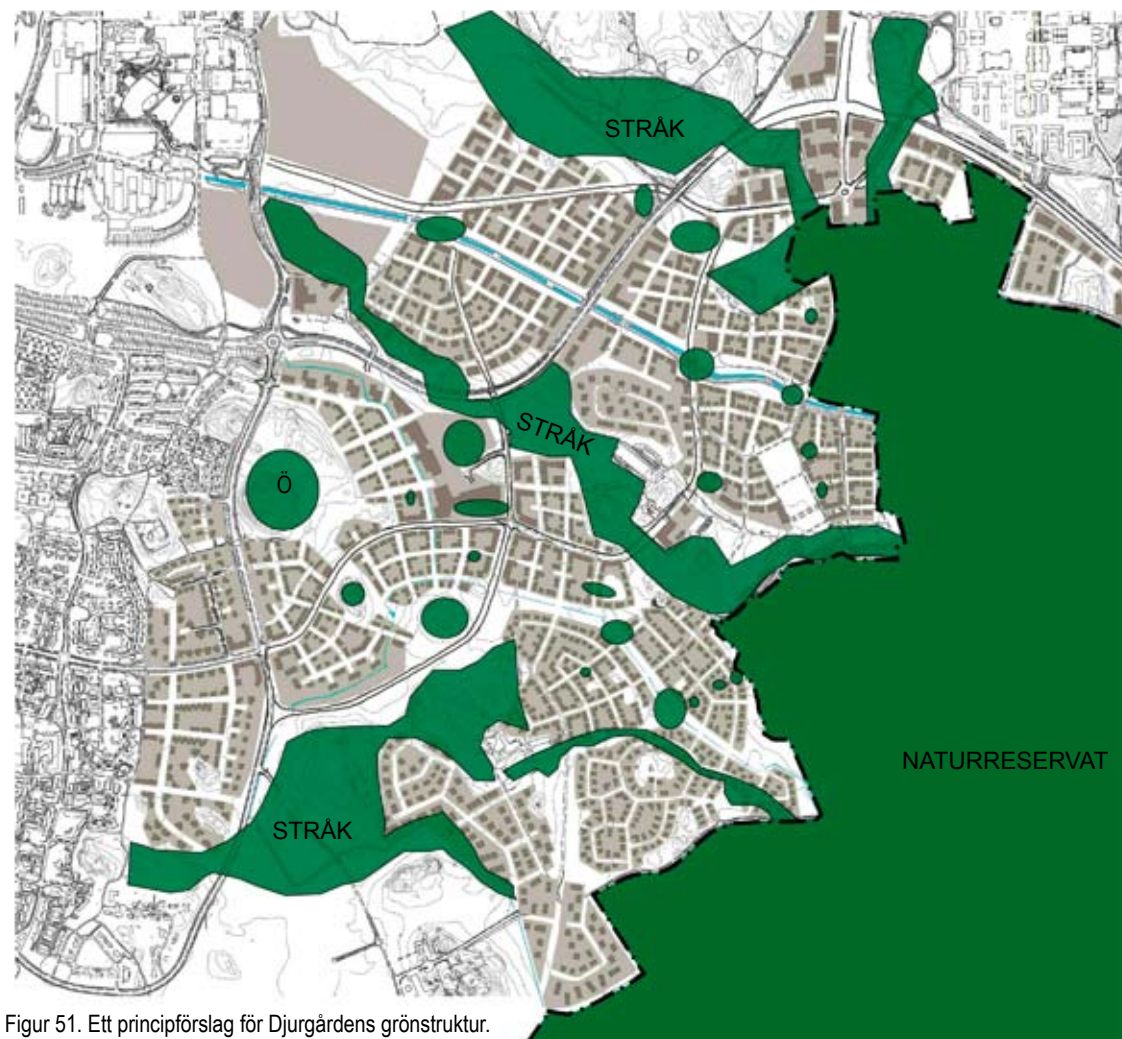 STRÅK
STRÅK
Ö
NATURRESERVAT
STRÅK
Figur 51. Ett principförslag för Djurgårdens grönstruktur.